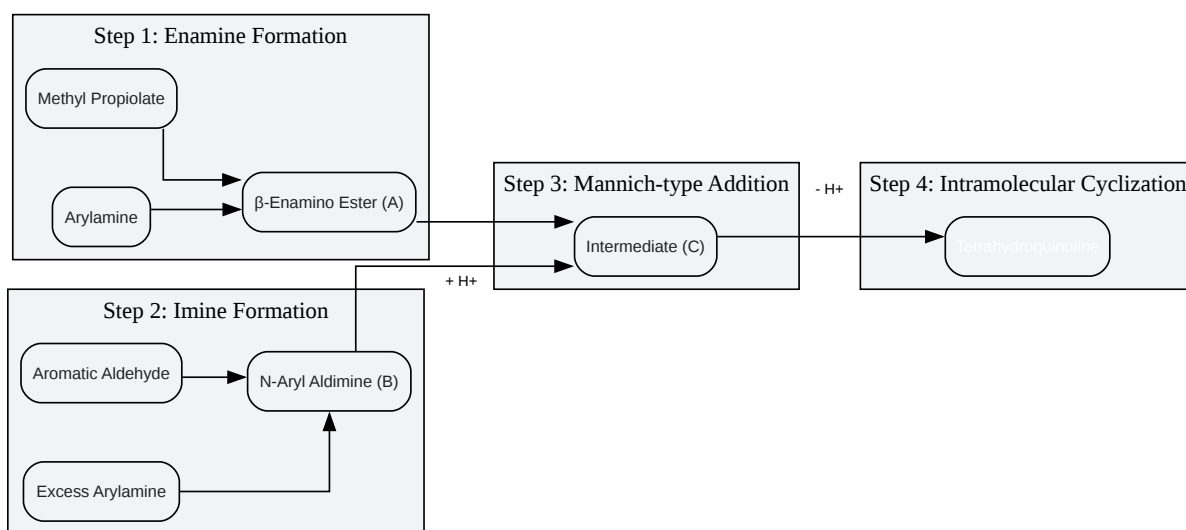 Step 1: Enamine Formation
Methyl Propiolate
Arylamine
β-Enamino Ester (A)
Step 2: Imine Formation
Aromatic Aldehyde
N-Aryl Aldimine (B)
Excess Arylamine
+ H+
Step 3: Mannich-type Addition
Intermediate (C)
- H+
Step 4: Intramolecular Cyclization
Tetrahydroquinoline